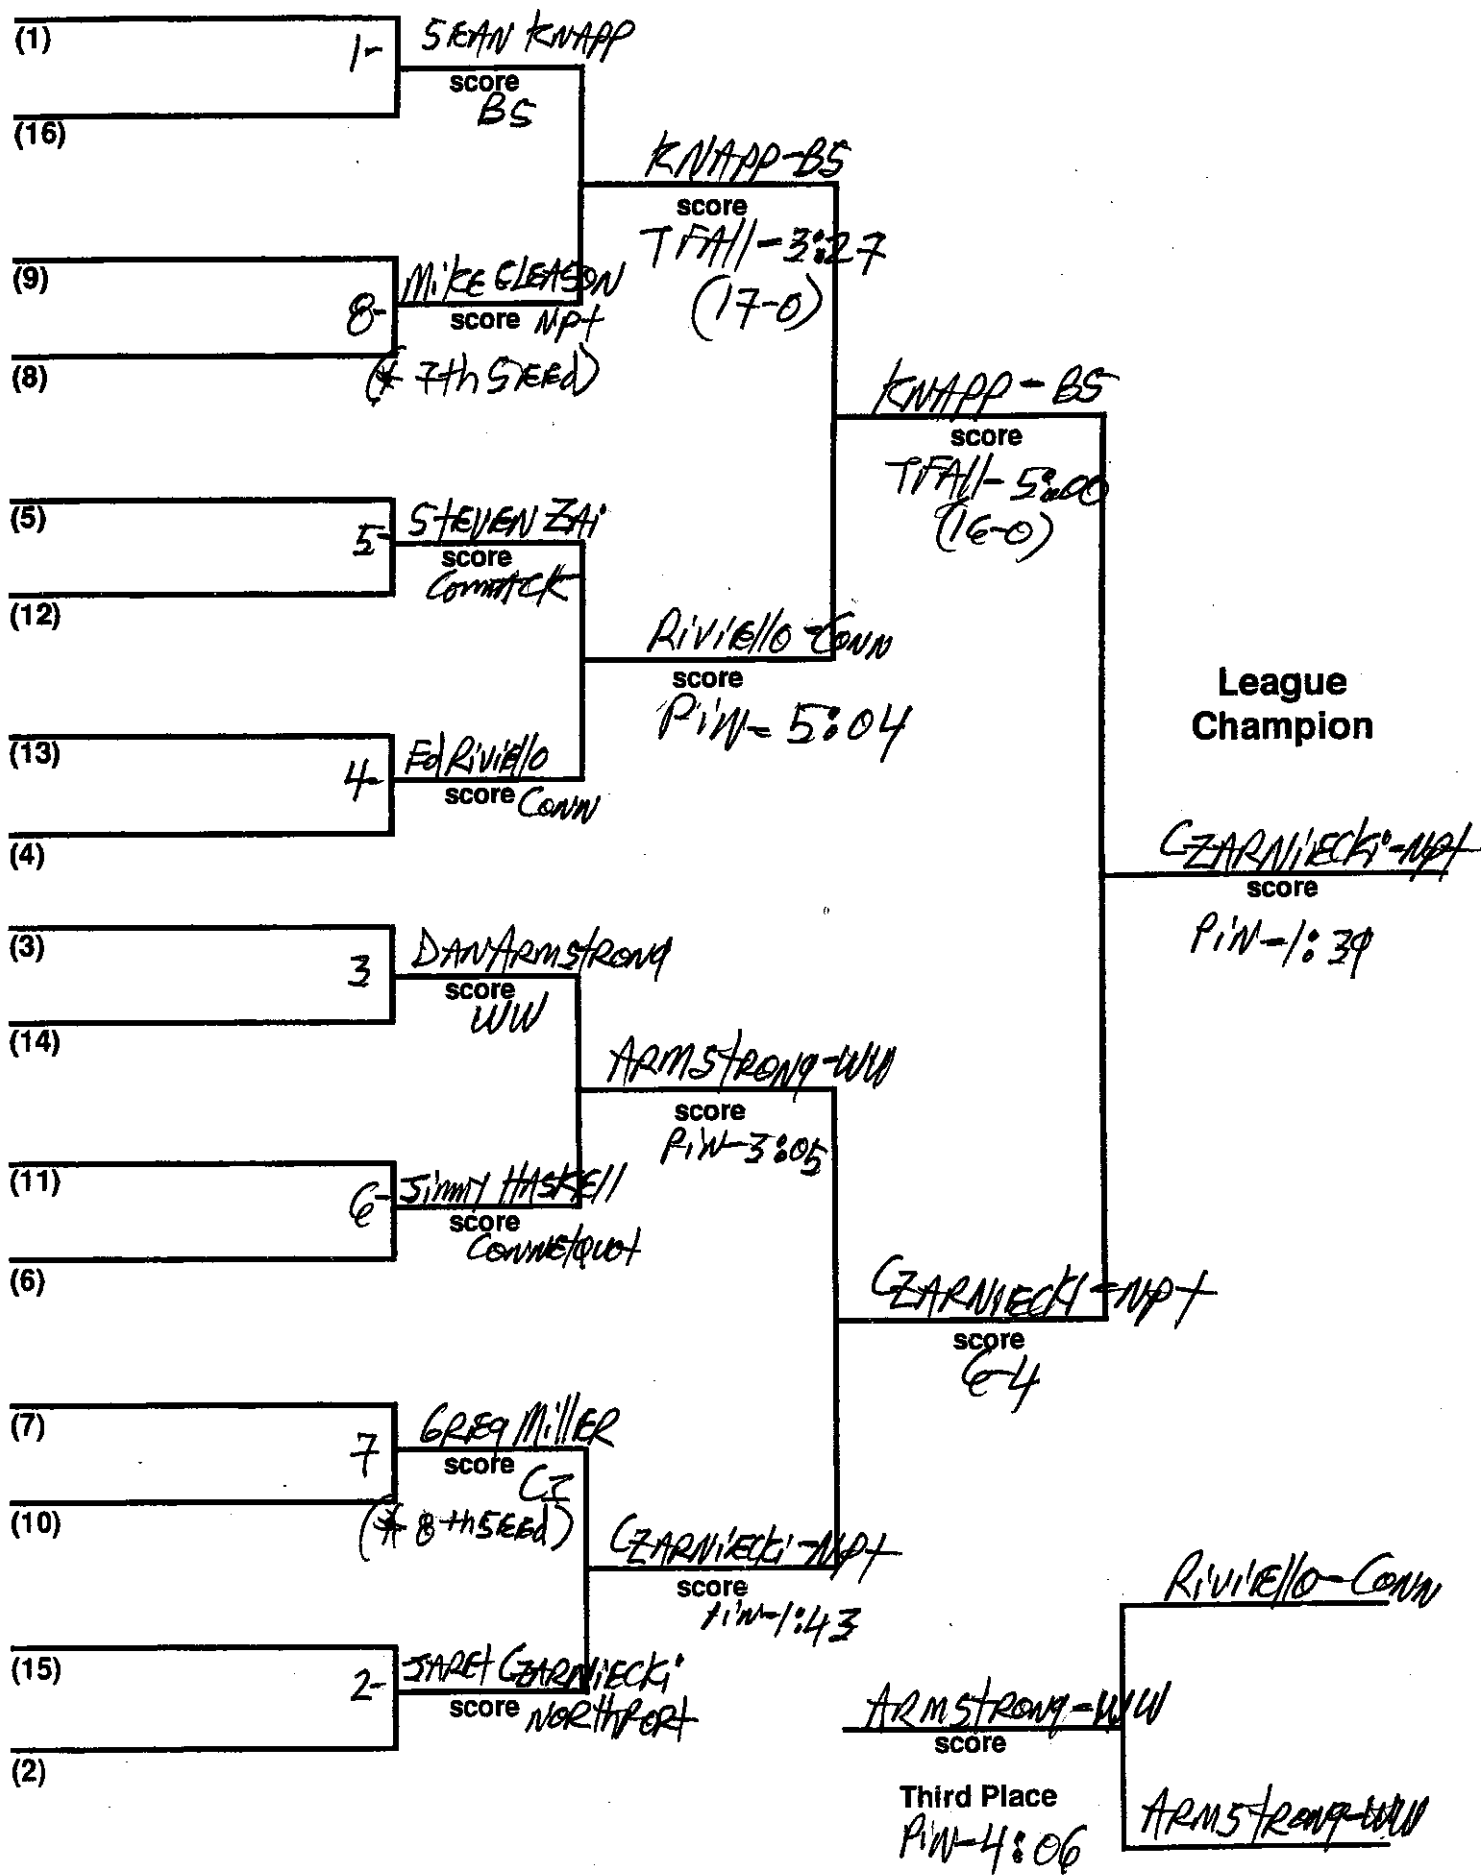 (1)
1-
SEAN KNAPP
score
BS
(16)
KNAPP-BS
score
TFAll-3:27
(17-0)
(9)
8-
MikE GLEASON
score Npt
(8)
(* 7th SEEd)
KNAPP-BS
score
TFAll-5:00
(16-0)
(5)
5-
StEVEN ZAi
score
CommACK
(12)
RiviEllo-CONN
score
PiN-5:04
(13)
4-
Ed RiviEllo
score CONN
(4)
League
Champion
CZARNiECKi-Npt
score
PiN-1:39
(3)
3
DAN ARmstRong
score
WW
(14)
ARmstRong-WW
score
PiN-3:05
(11)
6-
Jimmy HASKEll
score
CoNNEtquot
(6)
CZARNiECKi-Npt
score
6-4
(7)
7
GREg MillER
score
CI
(10)
(* 8th SEEd)
CZARNiECKi-Npt
score
PiN-1:43
(15)
2-
JAREt CZARNiECKi
score NoRthPoRt
(2)
RiviEllo-CONN
ARmstRong-WW
score
Third Place
PiN-4:06
ARmstRong-WW